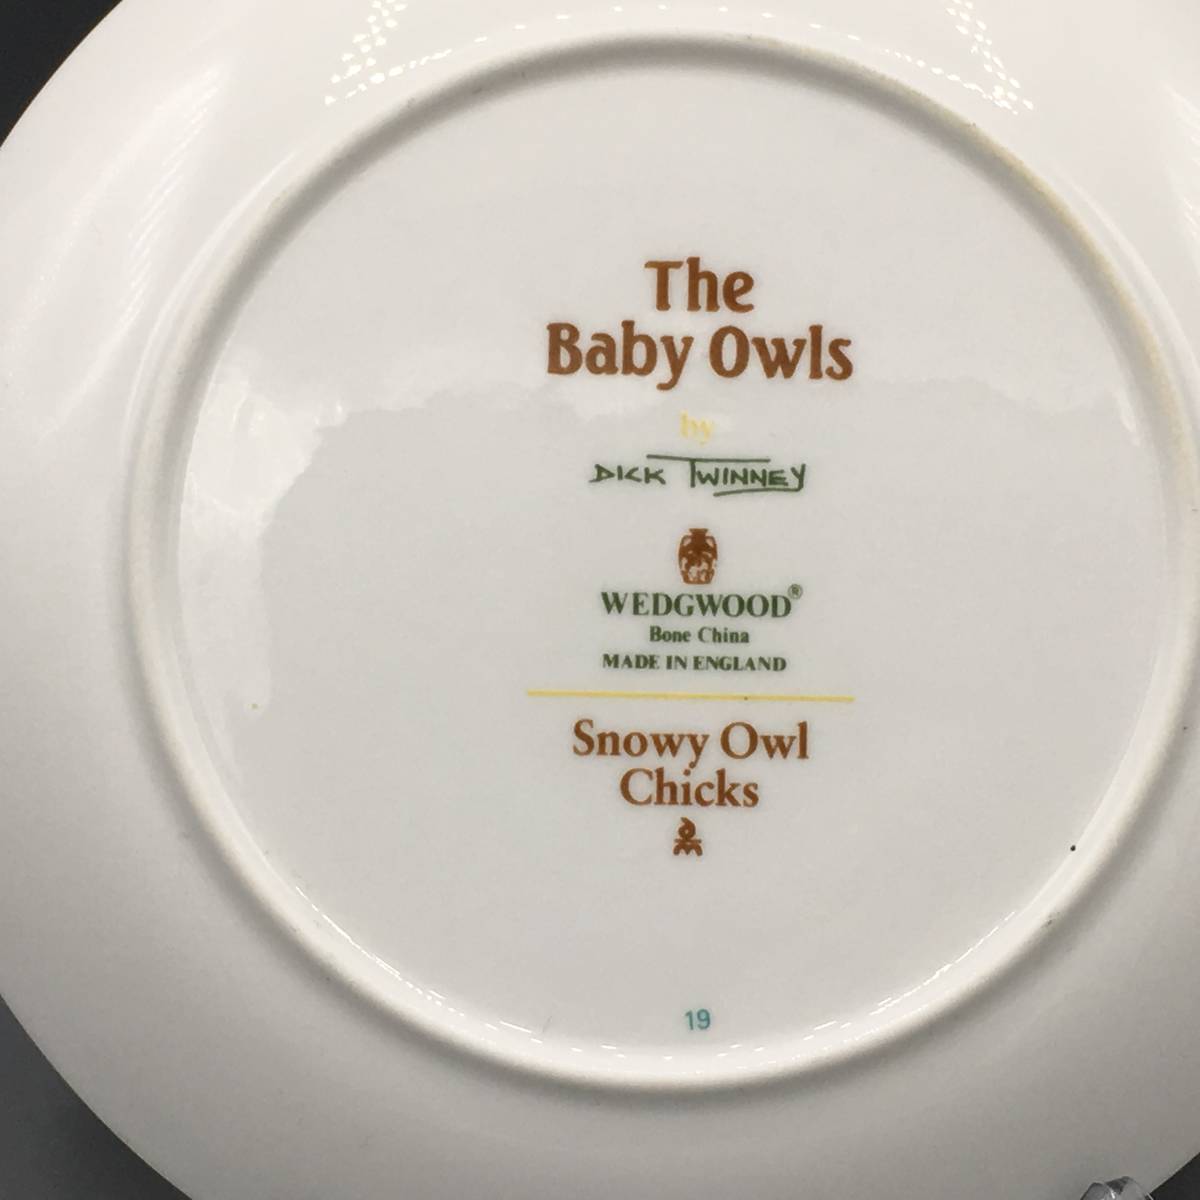 The
Baby Owls
by
DICK TWINNEY
WEDGWOOD®
Bone China
MADE IN ENGLAND
Snowy Owl
Chicks
19